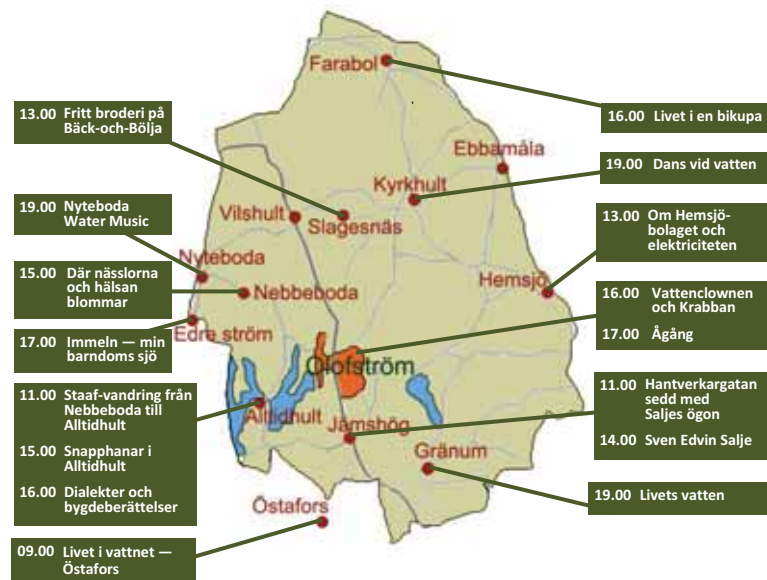 13.00 Fritt broderi på
Bäck-och-Bölja
19.00 Nyteboda
Water Music
15.00 Där nässlorna
och hälsan
blommar
17.00 Immeln — min
barndoms sjö
11.00 Staaf-vandring från
Nebbeboda till
Alltidhult
15.00 Snapphanar i
Alltidhult
16.00 Dialekter och
bygdeberättelser
09.00 Livet i vattnet —
Östafors
Farabol
Ebbamåla
Kyrkhult
Vilshult
Slagesnäs
Nyteboda
Nebbeboda
Hemsjö
Edre ström
Olofström
Alltidhult
Jämshög
Gränum
Östafors
16.00 Livet i en bikupa
19.00 Dans vid vatten
13.00 Om Hemsjö-
bolaget och
elektriciteten
16.00 Vattenclownen
och Krabban
17.00 Ågång
11.00 Hantverkargatan
sedd med
Saljes ögon
14.00 Sven Edvin Salje
19.00 Livets vatten